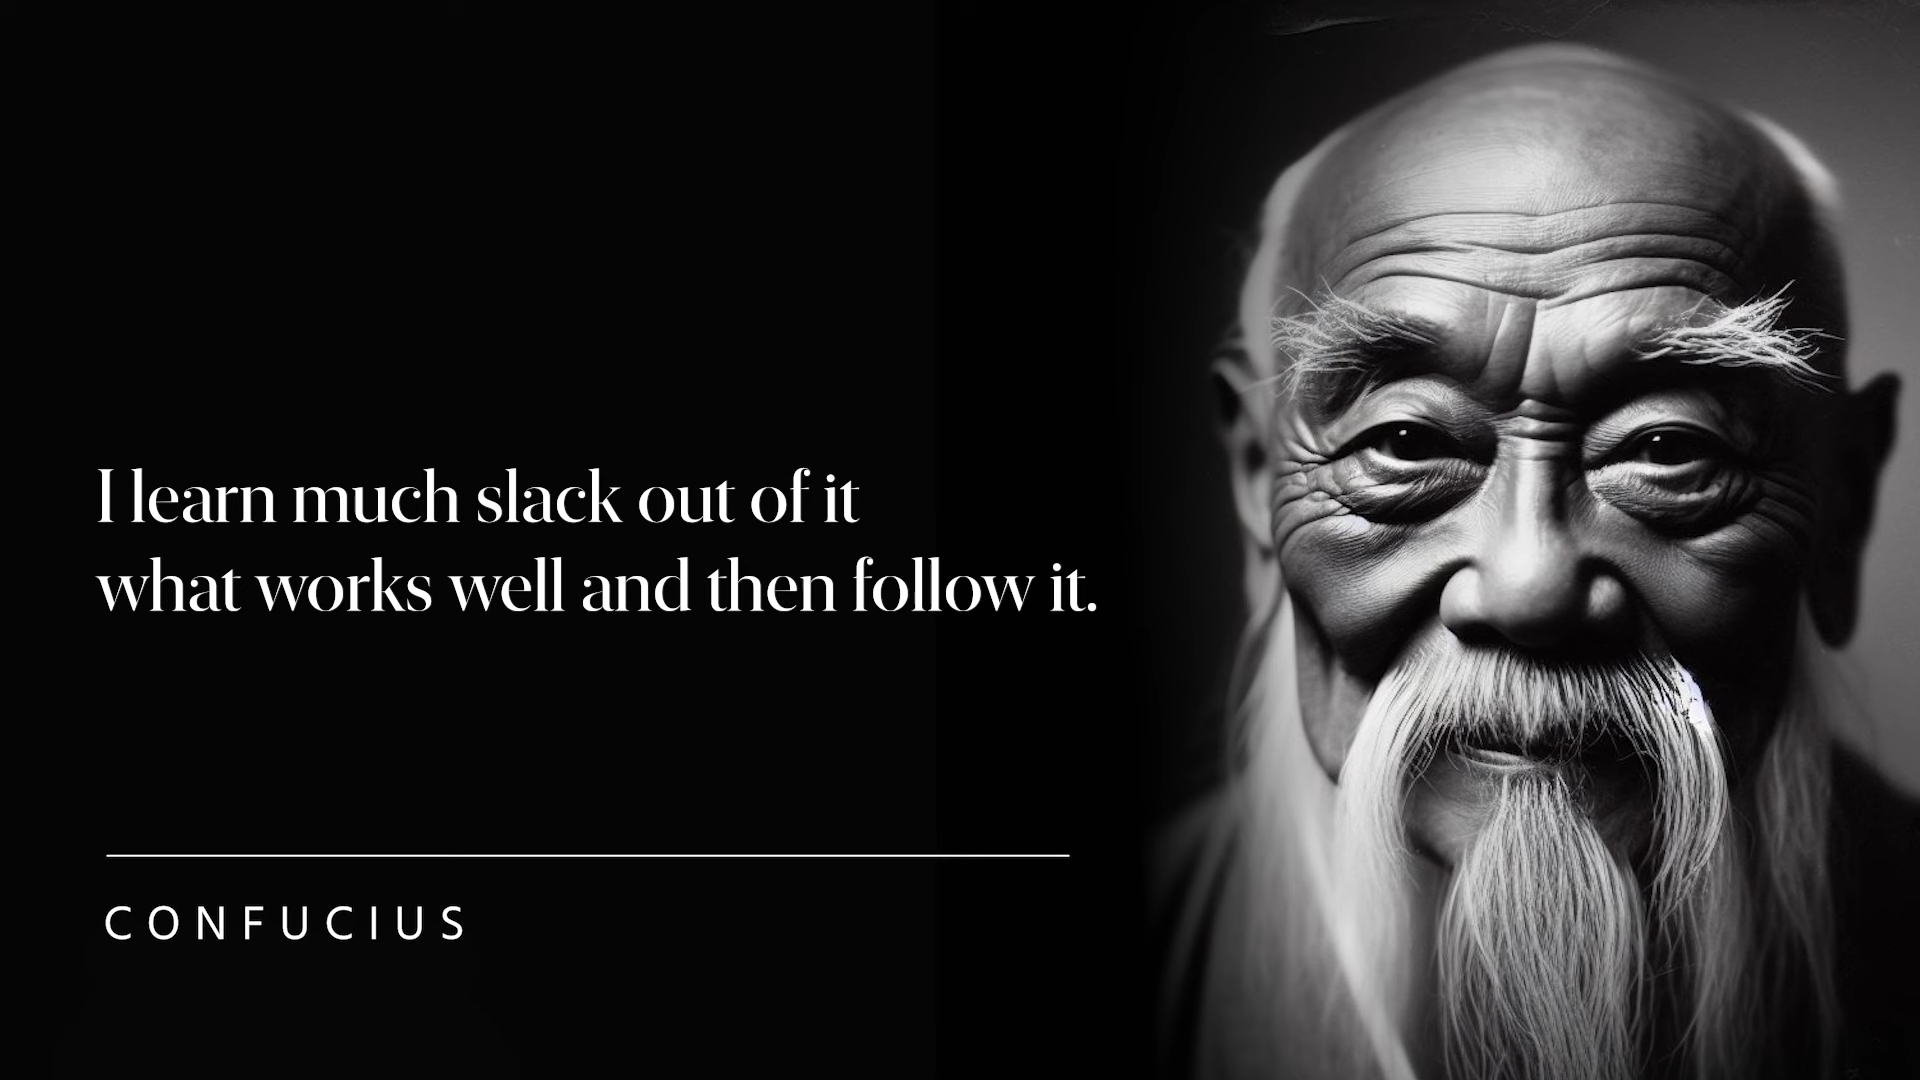 I learn much slack out of it
what works well and then follow it.
CONFUCIUS